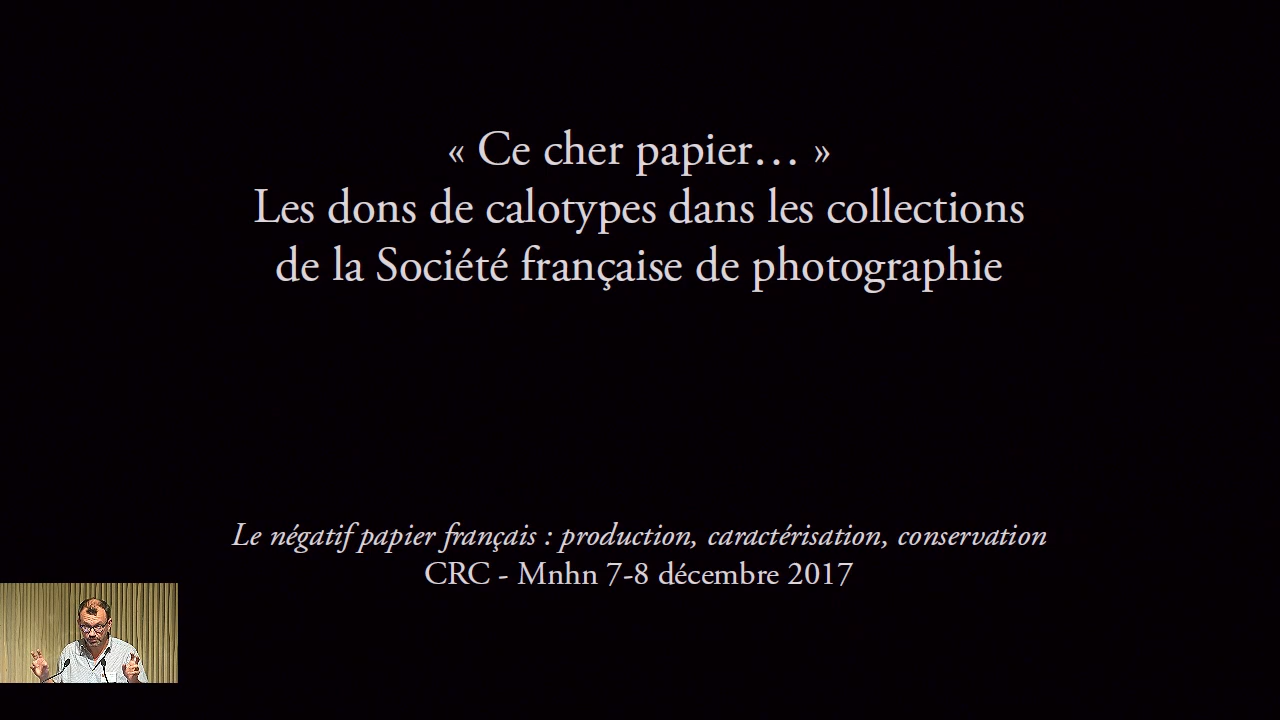 « Ce cher papier… »
Les dons de calotypes dans les collections
de la Société française de photographie
Le négatif papier français : production, caractérisation, conservation
CRC - Mnhn 7-8 décembre 2017